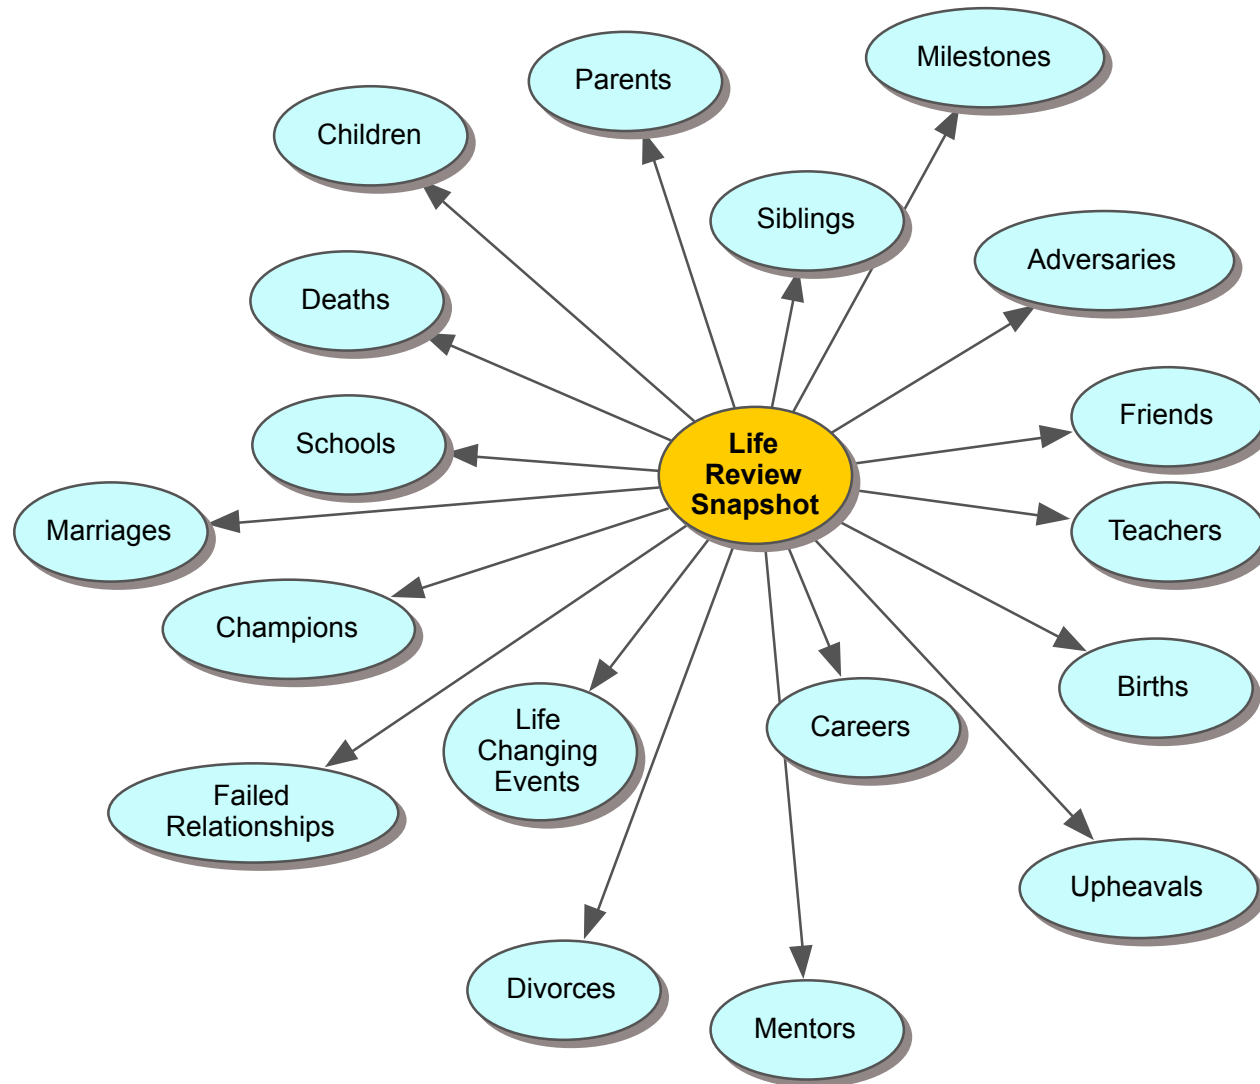 Milestones
Parents
Children
Siblings
Adversaries
Deaths
Friends
Schools
Life
Review
Snapshot
Marriages
Teachers
Champions
Births
Life
Changing
Events
Careers
Failed
Relationships
Upheavals
Divorces
Mentors